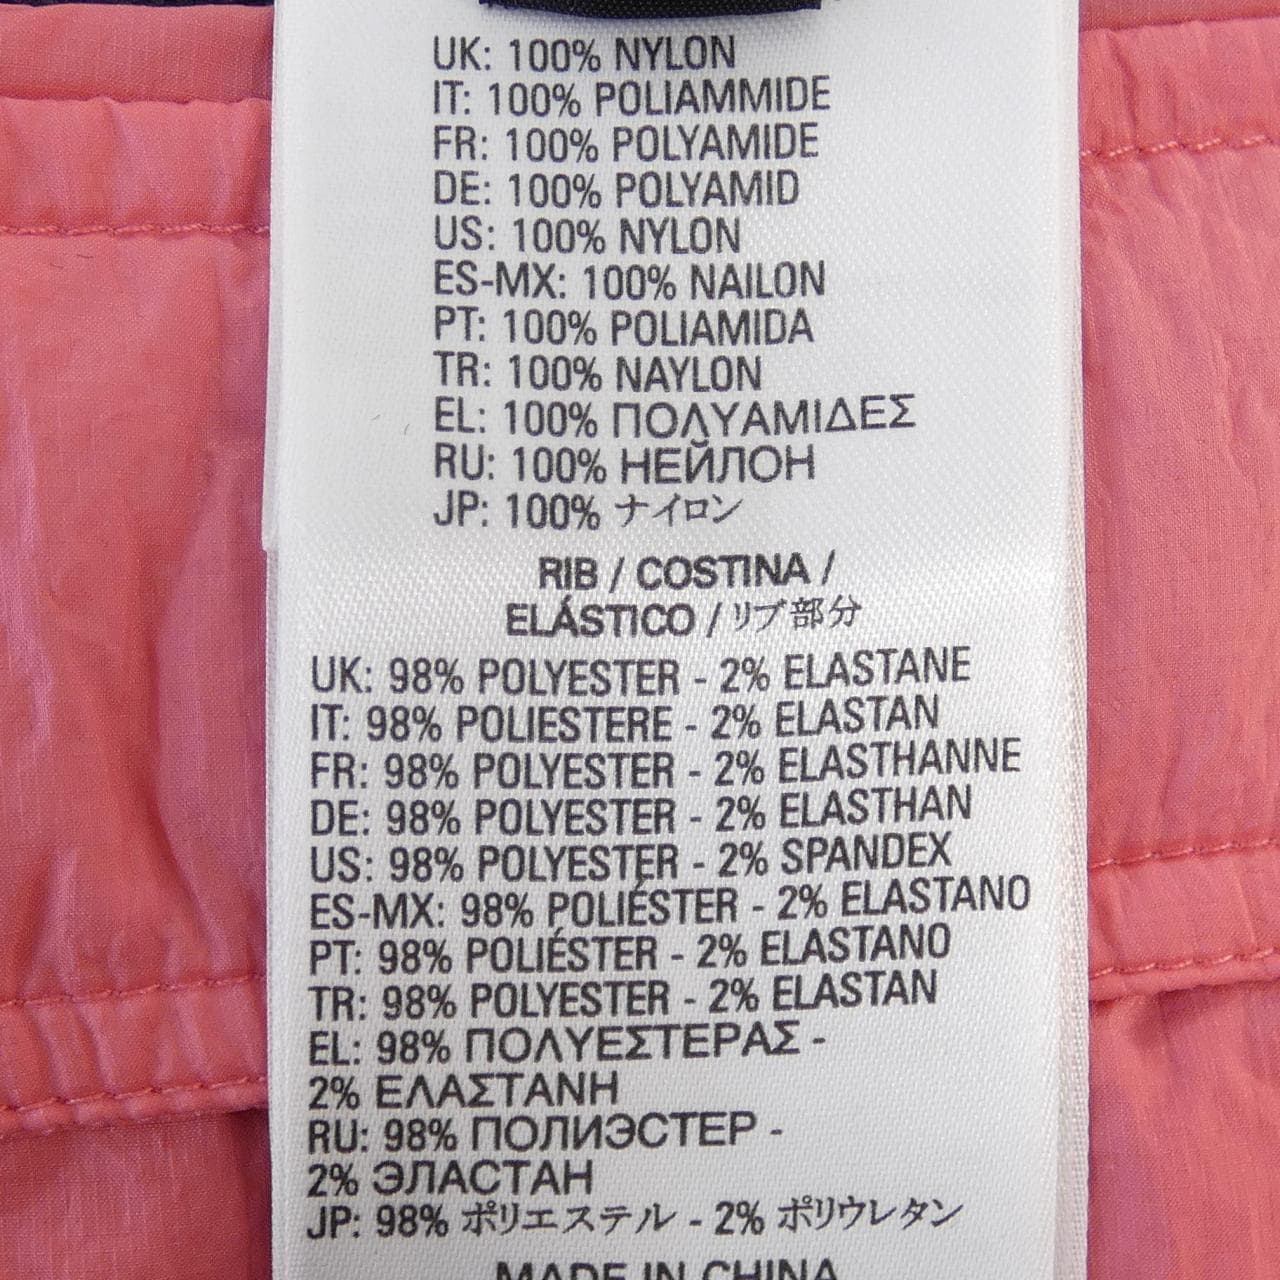 UK: 100% NYLON
IT: 100% POLIAMMIDE
FR: 100% POLYAMIDE
DE: 100% POLYAMID
US: 100% NYLON
ES-MX: 100% NAILON
PT: 100% POLIAMIDA
TR: 100% NAYLON
EL: 100% ΠΟΛΥΑΜΙΔΕΣ
RU: 100% НЕЙЛОН
JP: 100% ナイロン
RIB / COSTINA /
ELÁSTICO / リブ部分
UK: 98% POLYESTER - 2% ELASTANE
IT: 98% POLIESTERE - 2% ELASTAN
FR: 98% POLYESTER - 2% ELASTHANNE
DE: 98% POLYESTER - 2% ELASTHAN
US: 98% POLYESTER - 2% SPANDEX
ES-MX: 98% POLIÉSTER - 2% ELASTANO
PT: 98% POLIÉSTER - 2% ELASTANO
TR: 98% POLYESTER - 2% ELASTAN
EL: 98% ΠΟΛΥΕΣΤΕΡΑΣ -
2% ΕΛΑΣΤΑΝΗ
RU: 98% ПОЛИЭСТЕР -
2% ЭЛАСТАН
JP: 98% ポリエステル - 2% ポリウレタン
MADE IN CHINA